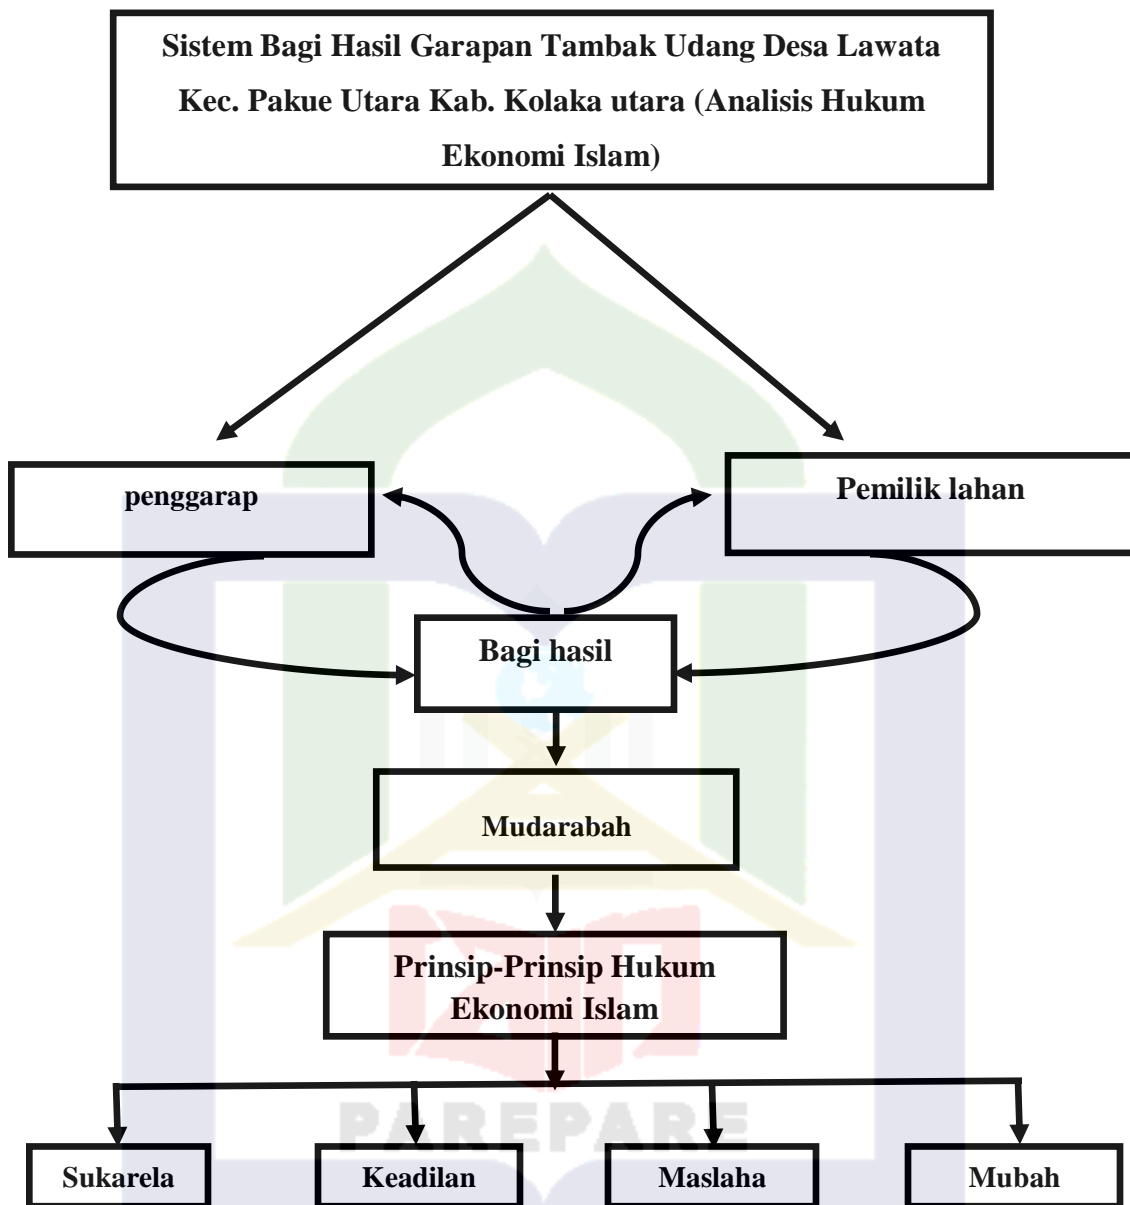 Sistem Bagi Hasil Garapan Tambak Udang Desa Lawata
Kec. Pakue Utara Kab. Kolaka utara (Analisis Hukum
Ekonomi Islam)
penggarap
Pemilik lahan
Bagi hasil
Mudarabah
Prinsip-Prinsip Hukum
Ekonomi Islam
PAREPARE
Sukarela
Keadilan
Maslaha
Mubah